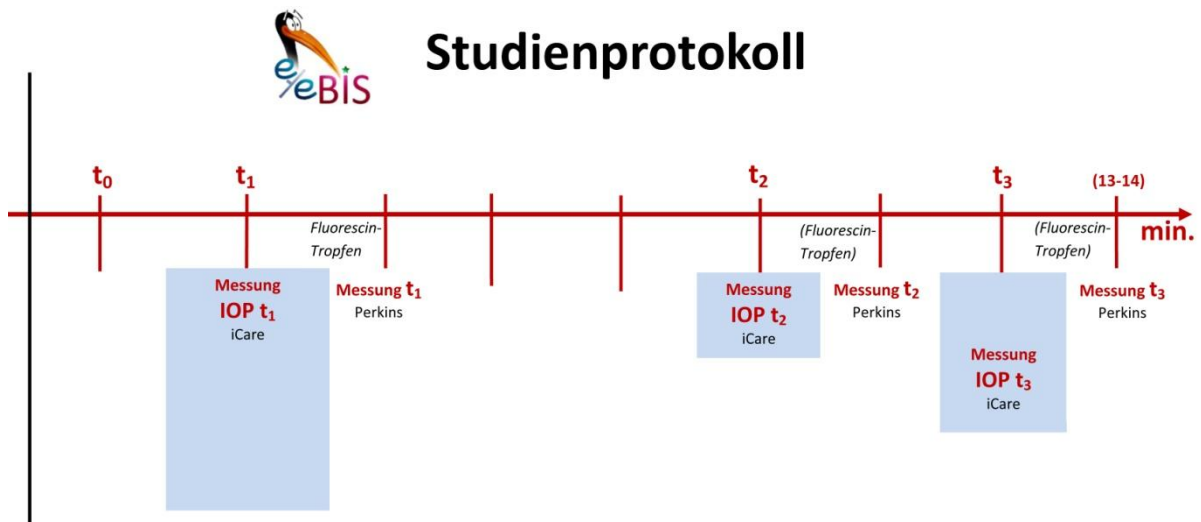 Studienprotokoll
eyeBIS
t₀
t₁
t₂
t₃
(13-14)
min.
Fluorescin-
Tropfen
(Fluorescin-
Tropfen)
(Fluorescin-
Tropfen)
Messung
IOP t₁
iCare
Messung t₁
Perkins
Messung
IOP t₂
iCare
Messung t₂
Perkins
Messung
IOP t₃
iCare
Messung t₃
Perkins